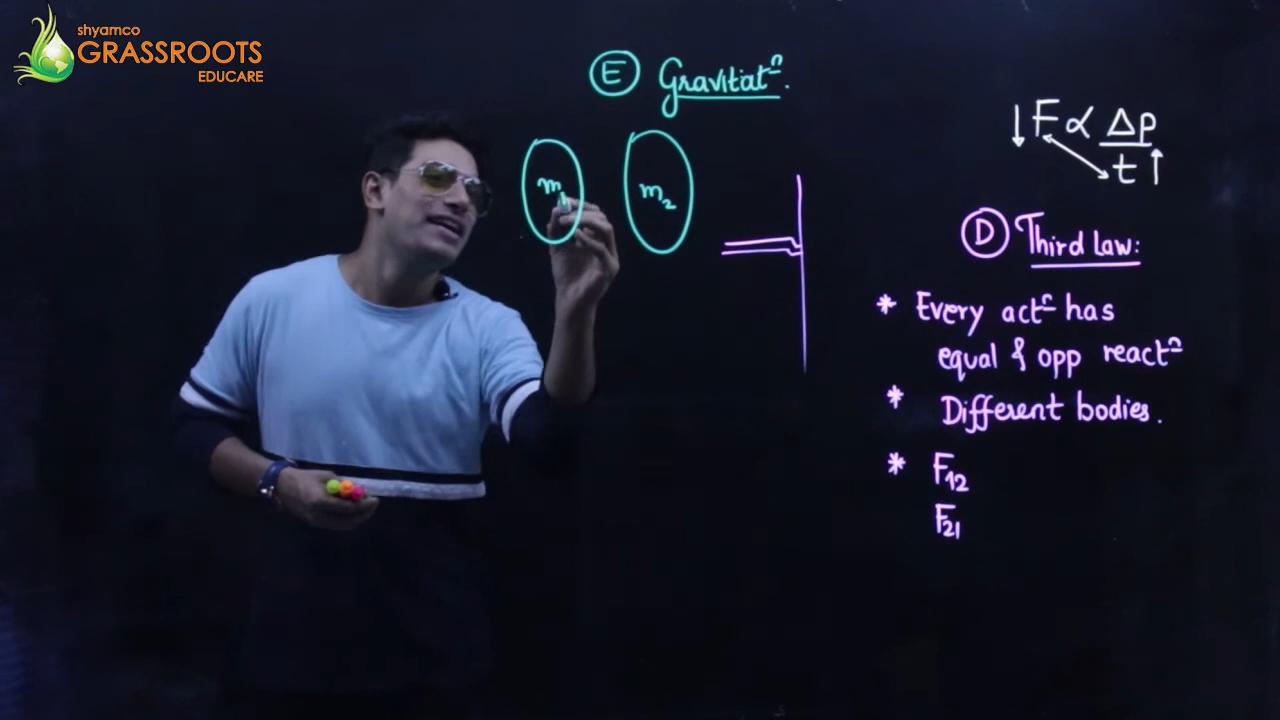 shyamco
GRASSROOTS
EDUCARE
E Gravitatⁿ.
m₁
m₂
↓F ∝ Δp
t↑
D Third Law:
* Every actⁿ has
equal & opp reactⁿ
* Different bodies.
* F₁₂
F₂₁